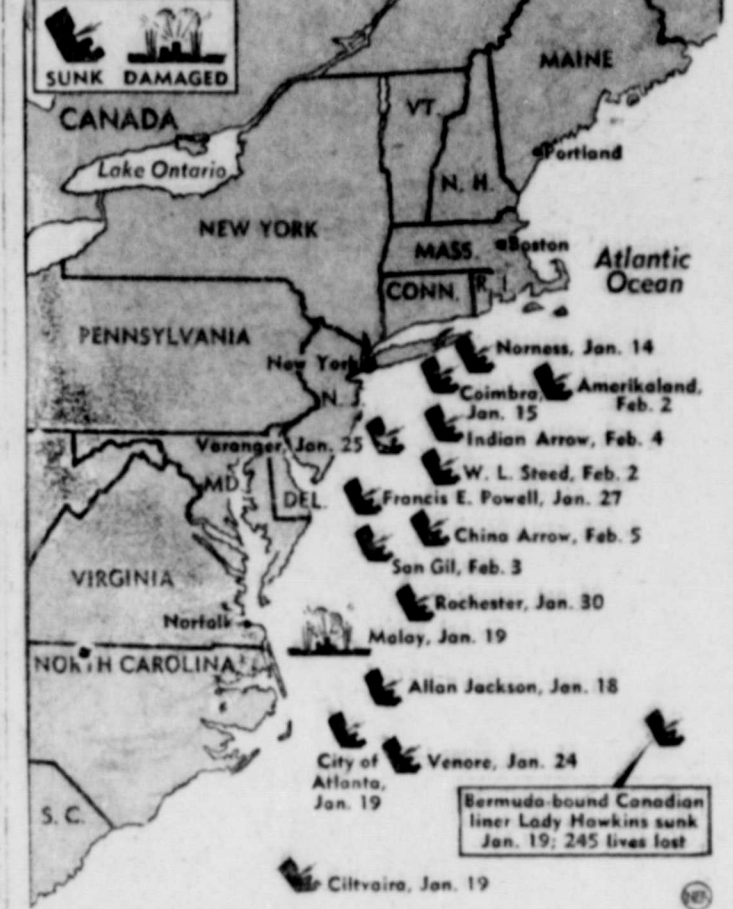 SUNK DAMAGED
MAINE
CANADA
VT.
Portland
Lake Ontario
N. H.
NEW YORK
MASS. Boston
Atlantic
Ocean
CONN. R. I.
PENNSYLVANIA
New York
Norness, Jan. 14
N. J.
Coimbra,
Jan. 15
Amerikaland,
Feb. 2
Varanger, Jan. 25
Indian Arrow, Feb. 4
W. L. Steed, Feb. 2
MD.
DEL.
Francis E. Powell, Jan. 27
China Arrow, Feb. 5
San Gil, Feb. 3
VIRGINIA
Rochester, Jan. 30
Norfolk
Malay, Jan. 19
NORTH CAROLINA
Allan Jackson, Jan. 18
City of
Atlanta,
Jan. 19
Venore, Jan. 24
S. C.
Bermuda-bound Canadian
liner Lady Hawkins sunk
Jan. 19; 245 lives lost
Ciltvaira, Jan. 19